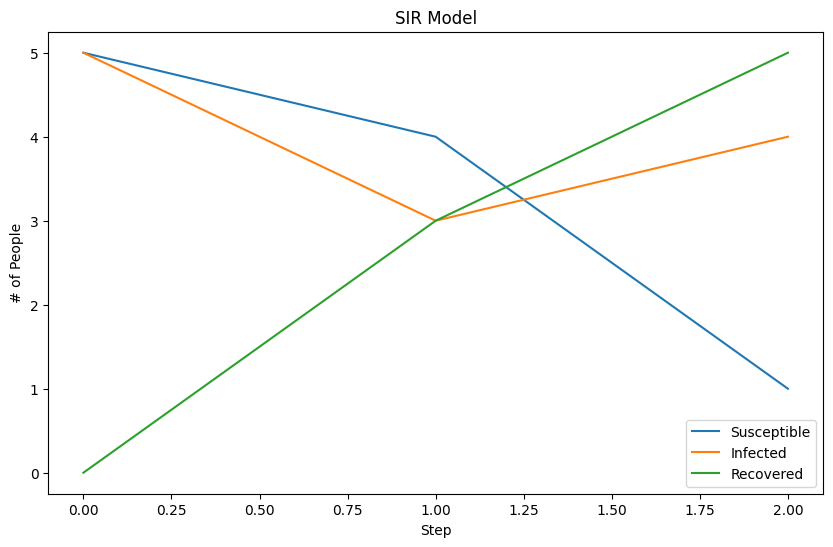 SIR Model
# of People
5
4
3
2
1
0
0.00 0.25 0.50 0.75 1.00 1.25 1.50 1.75 2.00
Step
Susceptible
Infected
Recovered